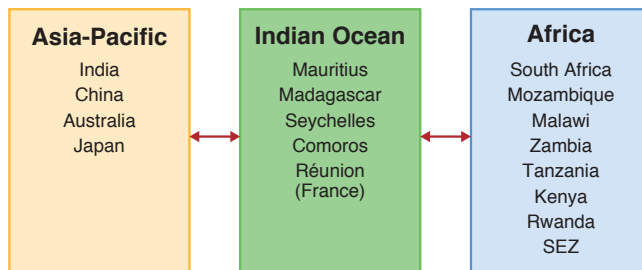 Asia-Pacific
India
China
Australia
Japan
Indian Ocean
Mauritius
Madagascar
Seychelles
Comoros
Réunion
(France)
Africa
South Africa
Mozambique
Malawi
Zambia
Tanzania
Kenya
Rwanda
SEZ